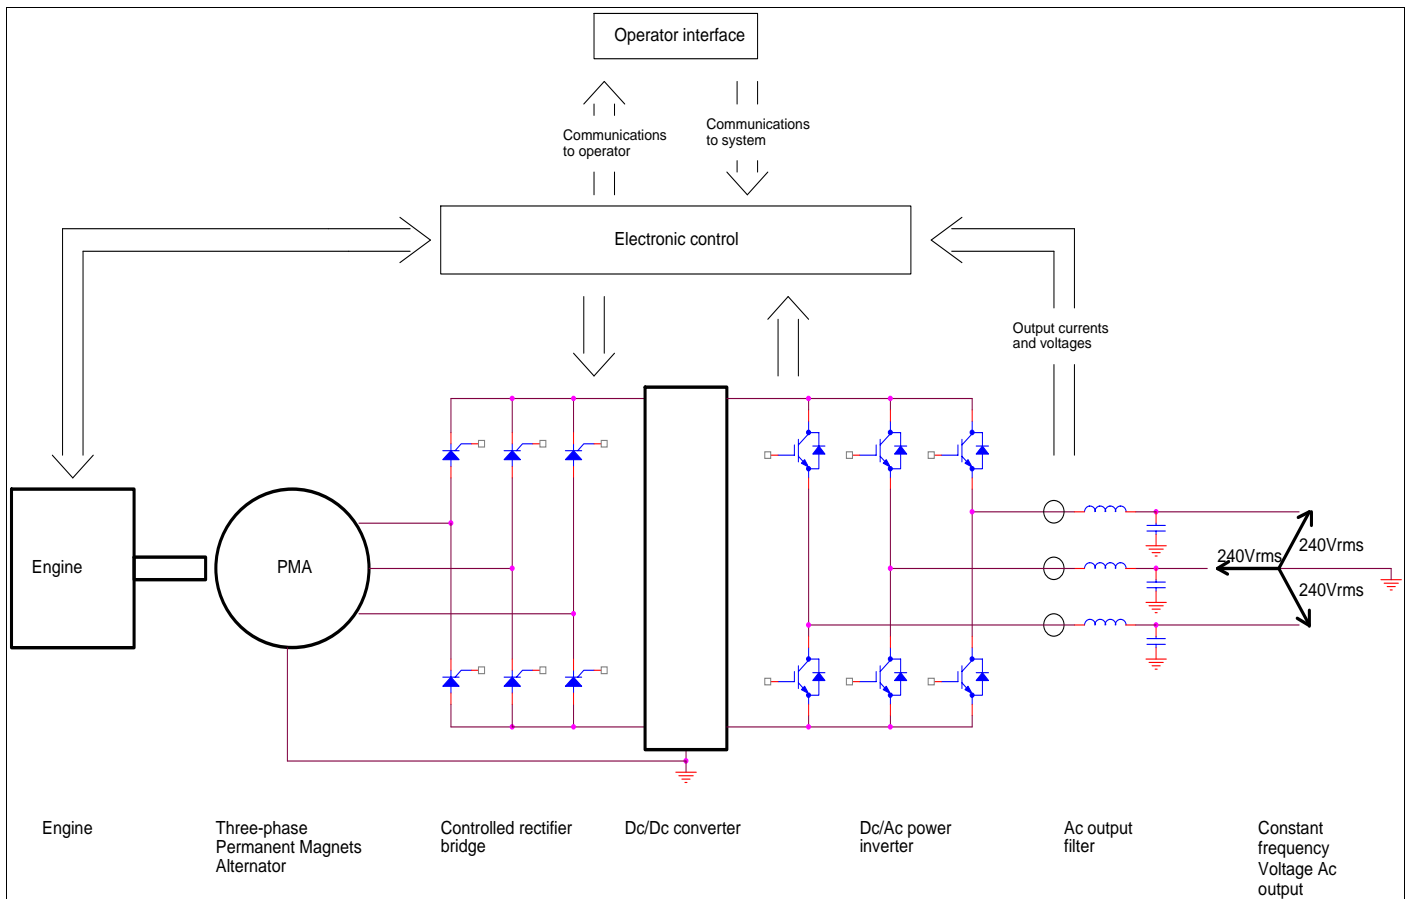 Operator interface
Communications
to operator
Communications
to system
Electronic control
Output currents
and voltages
Engine
PMA
240Vrms
240Vrms
240Vrms
Engine
Three-phase
Permanent Magnets
Alternator
Controlled rectifier
bridge
Dc/Dc converter
Dc/Ac power
inverter
Ac output
filter
Constant
frequency
Voltage Ac
output